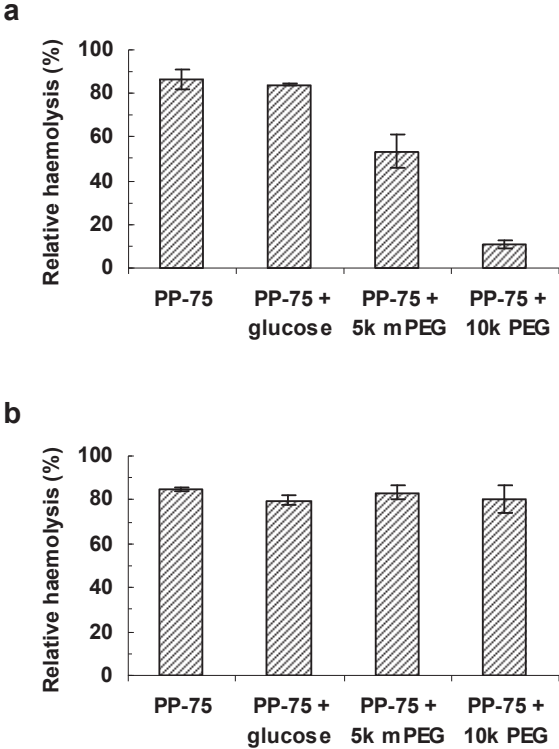 a
Relative haemolysis (%)
100
80
60
40
20
0
PP-75
PP-75 +
glucose
PP-75 +
5k mPEG
PP-75 +
10k PEG
b
Relative haemolysis (%)
100
80
60
40
20
0
PP-75
PP-75 +
glucose
PP-75 +
5k mPEG
PP-75 +
10k PEG